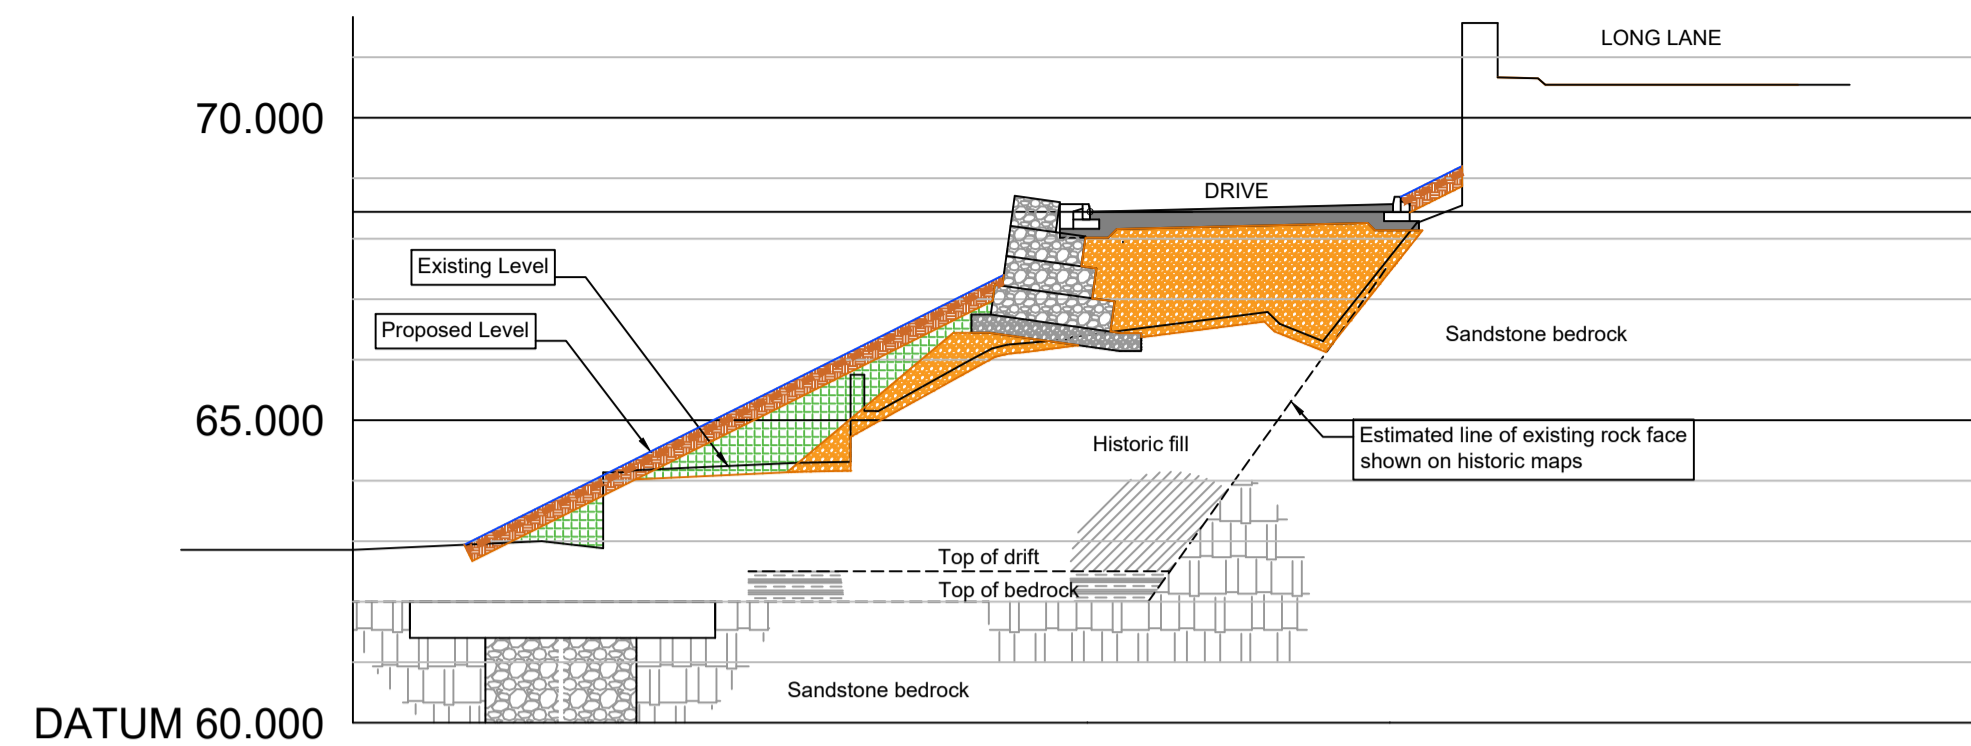 LONG LANE
70.000
DRIVE
Existing Level
Proposed Level
Sandstone bedrock
65.000
Historic fill
Estimated line of existing rock face
shown on historic maps
Top of drift
Top of bedrock
Sandstone bedrock
DATUM 60.000